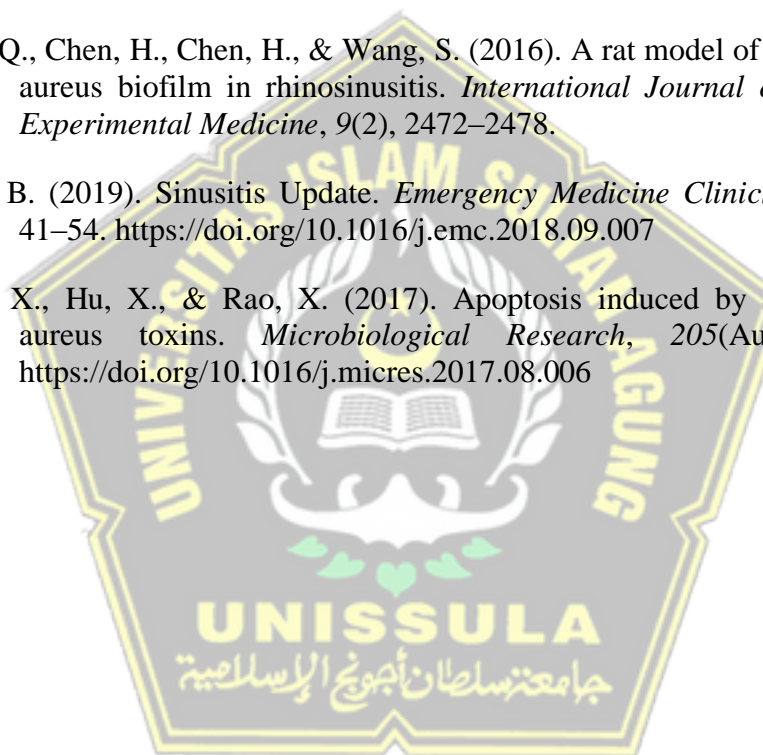 Q., Chen, H., Chen, H., & Wang, S. (2016). A rat model of
aureus biofilm in rhinosinusitis. International Journal
Experimental Medicine, 9(2), 2472–2478.
B. (2019). Sinusitis Update. Emergency Medicine
41–54. https://doi.org/10.1016/j.emc.2018.09.007
X., Hu, X., & Rao, X. (2017). Apoptosis induced by
aureus toxins. Microbiological Research, 205(Au
https://doi.org/10.1016/j.micres.2017.08.006
UNIVERSITAS ISLAM SULTAN AGUNG
UNISSULA
جامعتسلطان أجونج الإسلامية